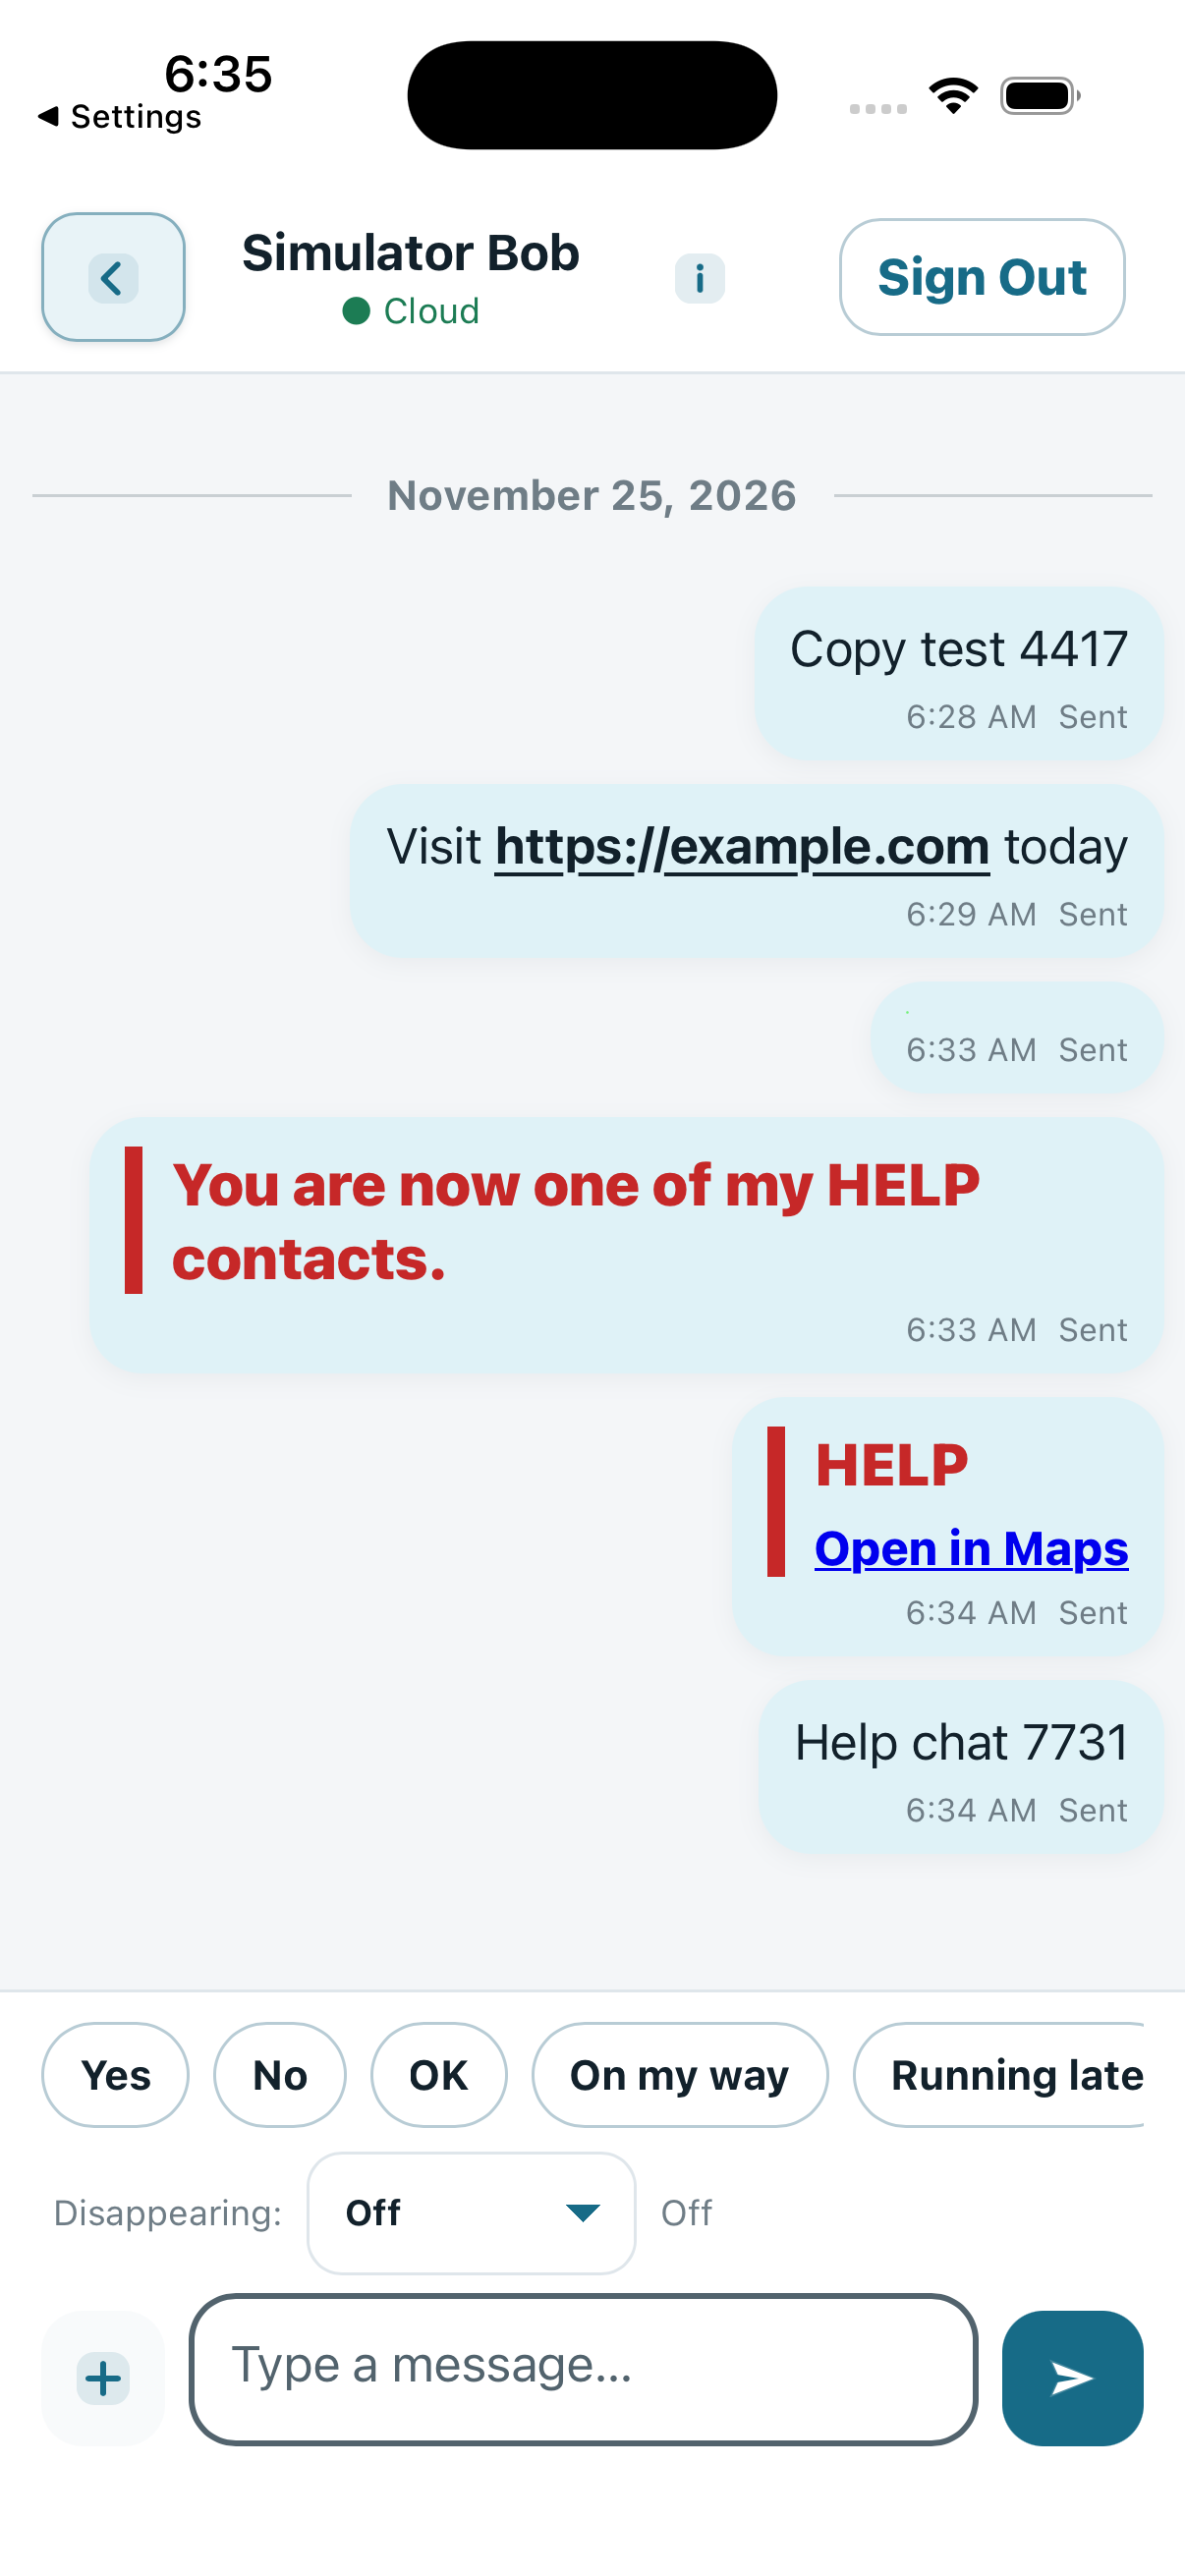 6:35
Settings
Simulator Bob
Cloud
Sign Out
November 25, 2026
Copy test 4417
6:28 AM Sent
Visit https://example.com today
6:29 AM Sent
6:33 AM Sent
You are now one of my HELP
contacts.
6:33 AM Sent
HELP
Open in Maps
6:34 AM Sent
Help chat 7731
6:34 AM Sent
Yes No OK On my way Running late
Disappearing: Off Off
Type a message...